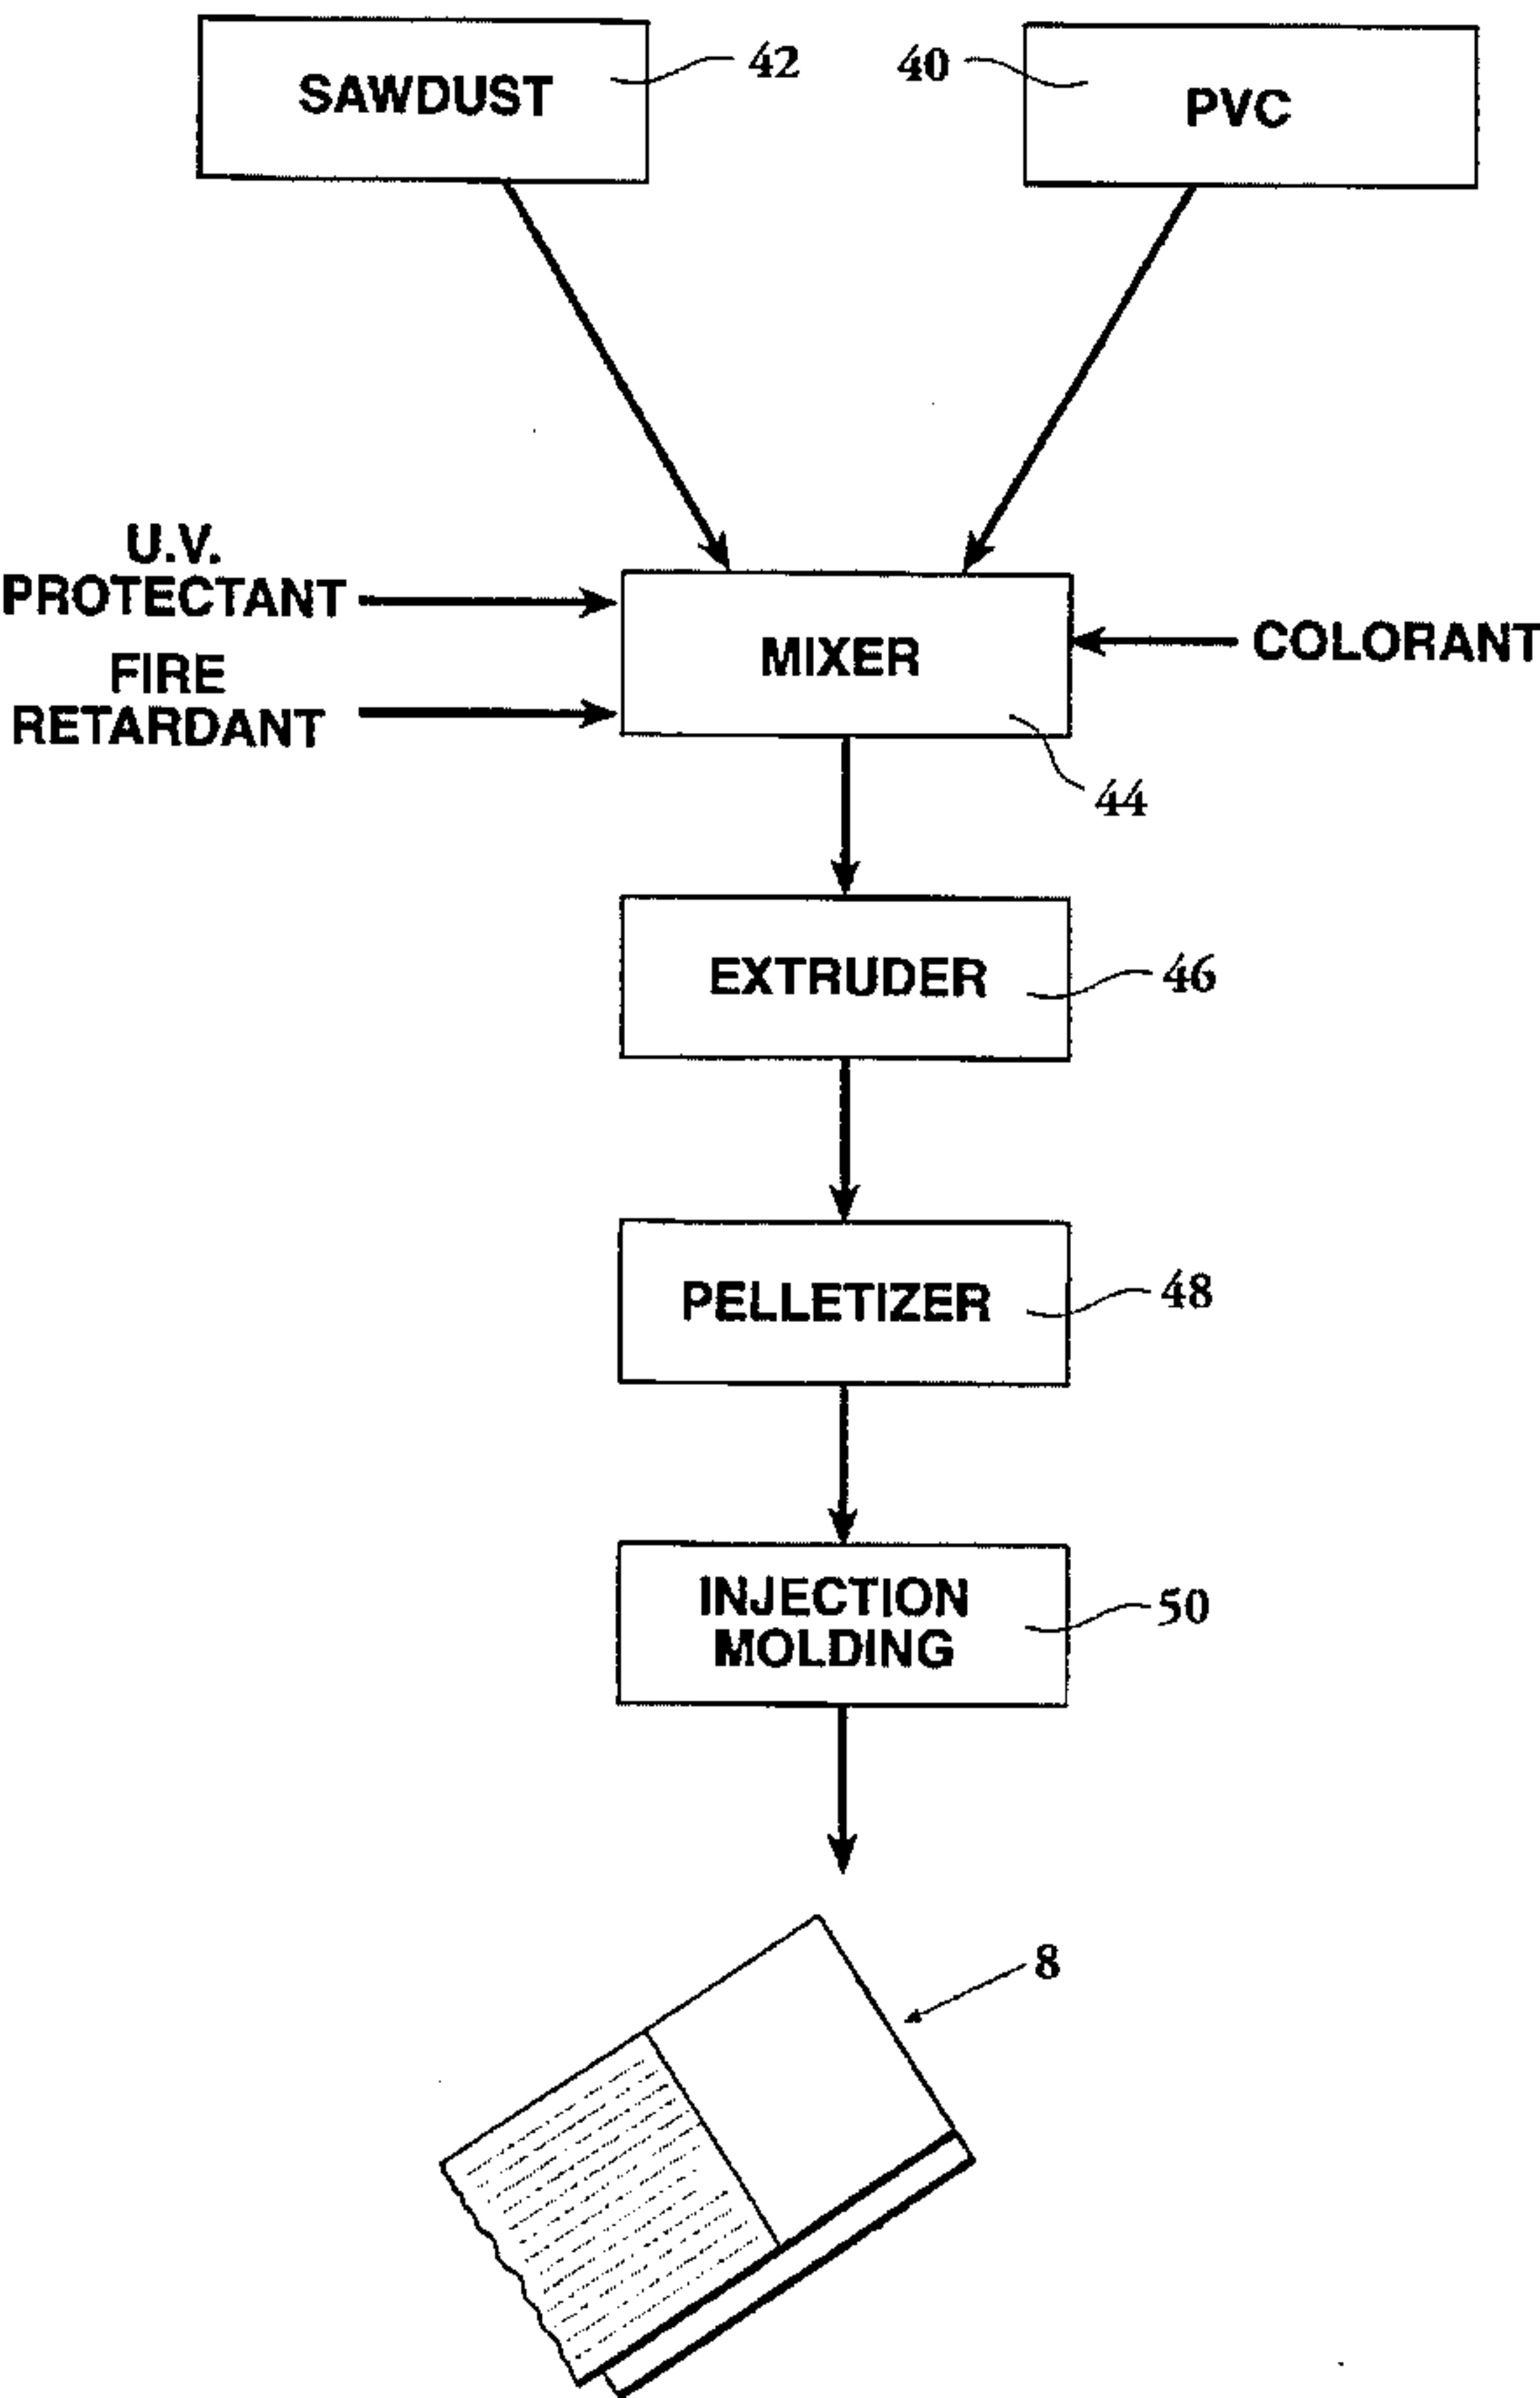 SAWDUST
42
40
PVC
U.V.
PROTECTANT
FIRE
RETARDANT
MIXER
COLORANT
44
EXTRUDER
46
PELLETIZER
48
INJECTION
MOLDING
50
8